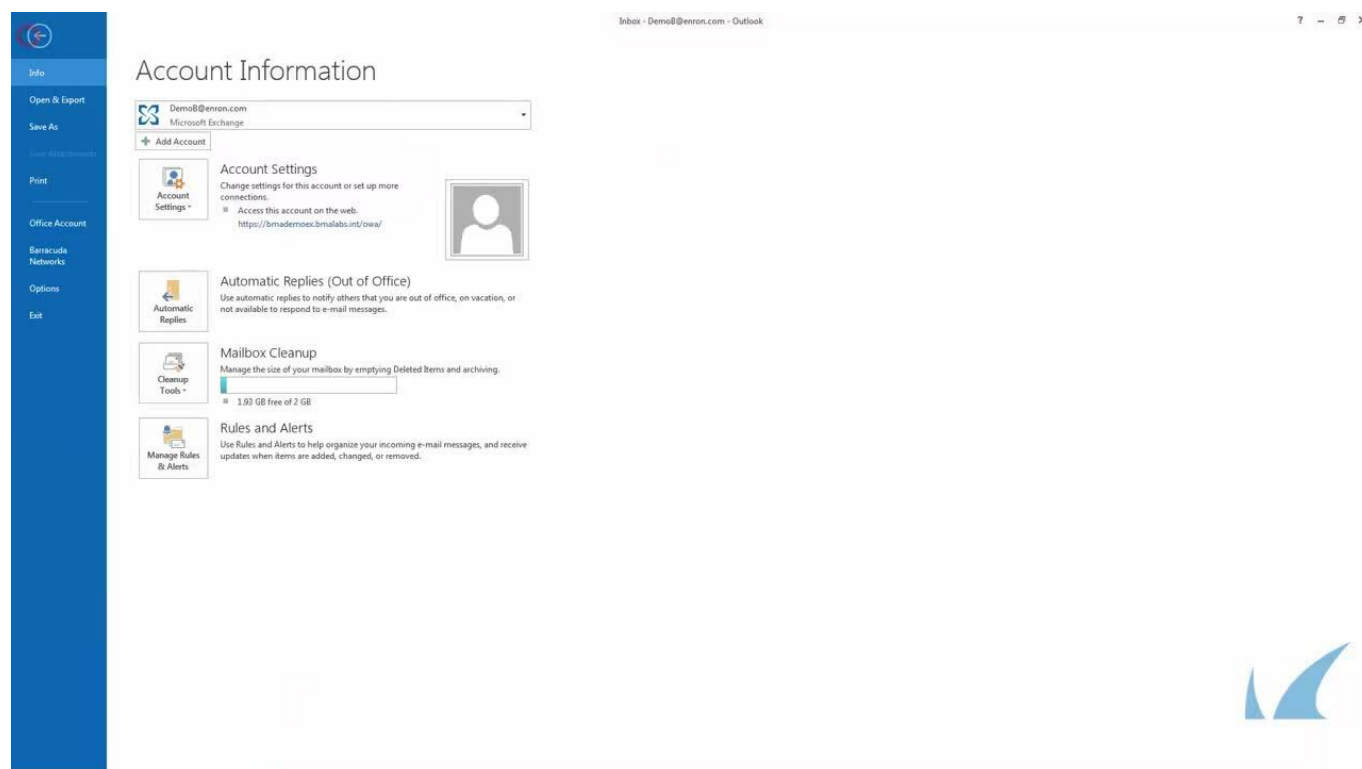 Inbox - DemoB@enron.com - Outlook
?
Info
Open & Export
Save As
Save Attachments
Print
Office Account
Barracuda
Networks
Options
Exit
Account Information
DemoB@enron.com
Microsoft Exchange
Add Account
Account
Settings
Account Settings
Change settings for this account or set up more
connections.
Access this account on the web.
https://bmademoex.bmalabs.int/owa/
Automatic
Replies
Automatic Replies (Out of Office)
Use automatic replies to notify others that you are out of office, on vacation, or
not available to respond to e-mail messages.
Cleanup
Tools
Mailbox Cleanup
Manage the size of your mailbox by emptying Deleted Items and archiving.
1.93 GB free of 2 GB
Manage Rules
& Alerts
Rules and Alerts
Use Rules and Alerts to help organize your incoming e-mail messages, and receive
updates when items are added, changed, or removed.